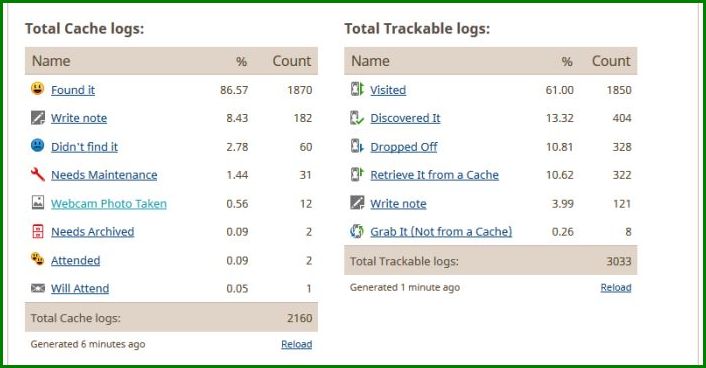 Total Cache logs:
Name % Count
Found it 86.57 1870
Write note 8.43 182
Didn't find it 2.78 60
Needs Maintenance 1.44 31
Webcam Photo Taken 0.56 12
Needs Archived 0.09 2
Attended 0.09 2
Will Attend 0.05 1
Total Cache logs: 2160
Generated 6 minutes ago Reload
Total Trackable logs:
Name % Count
Visited 61.00 1850
Discovered It 13.32 404
Dropped Off 10.81 328
Retrieve It from a Cache 10.62 322
Write note 3.99 121
Grab It (Not from a Cache) 0.26 8
Total Trackable logs: 3033
Generated 1 minute ago Reload